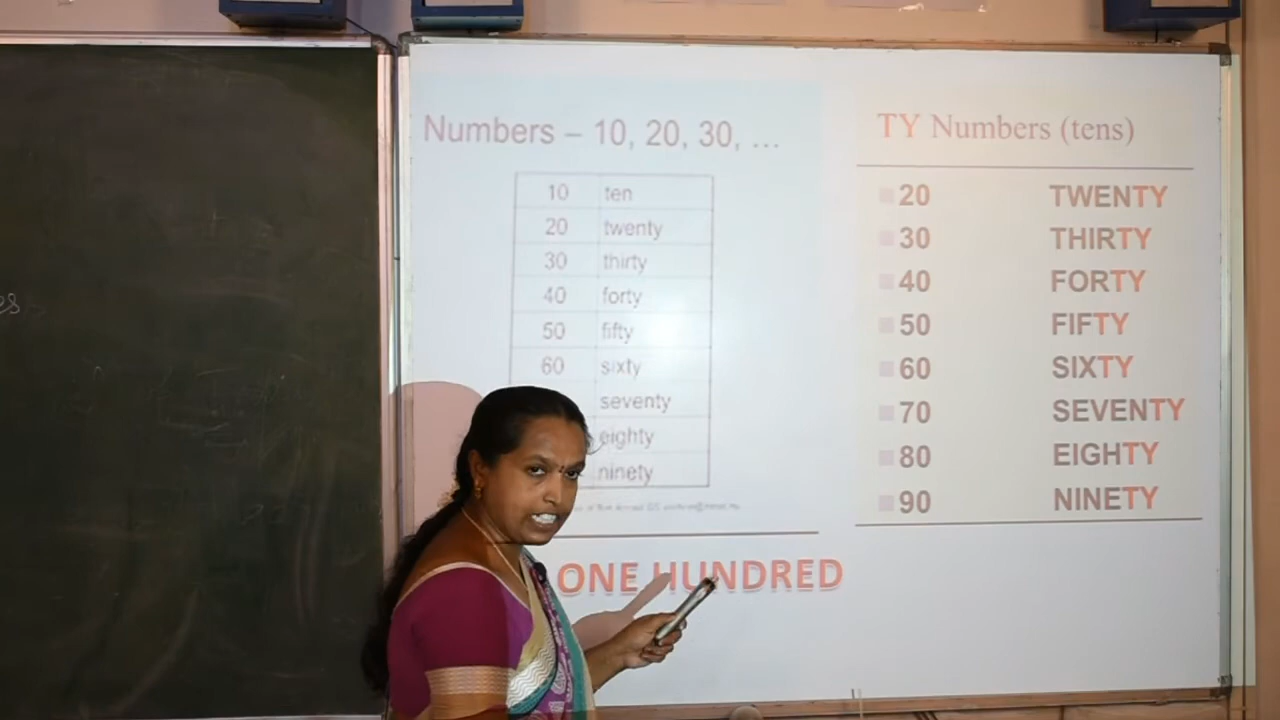 es
Numbers – 10, 20, 30, ...
10 ten
20 twenty
30 thirty
40 forty
50 fifty
60 sixty
seventy
eighty
ninety
ONE HUNDRED
TY Numbers (tens)
20 TWENTY
30 THIRTY
40 FORTY
50 FIFTY
60 SIXTY
70 SEVENTY
80 EIGHTY
90 NINETY